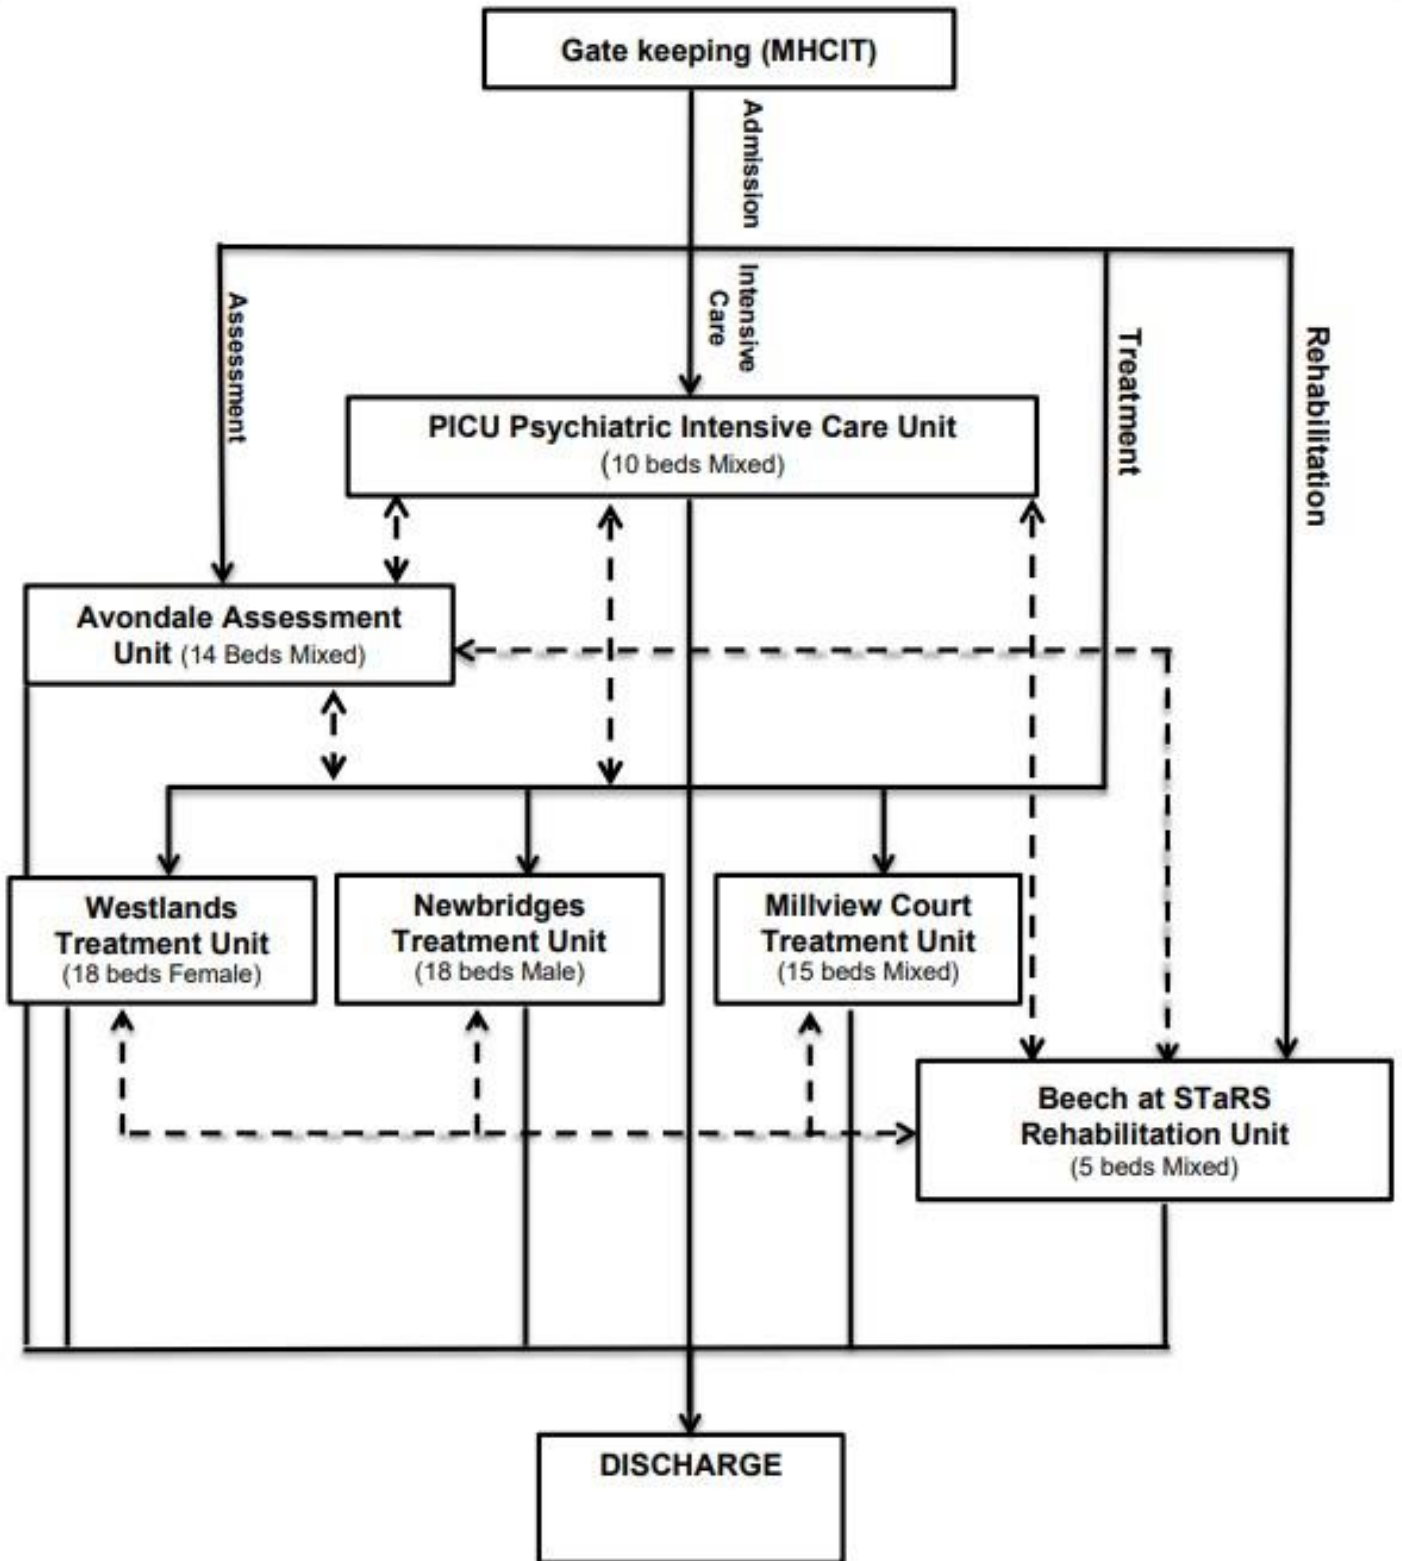 Gate keeping (MHCIT)
Admission
Assessment
Intensive
Care
Treatment
Rehabilitation
PICU Psychiatric Intensive Care Unit
(10 beds Mixed)
Avondale Assessment
Unit (14 Beds Mixed)
Westlands
Treatment Unit
(18 beds Female)
Newbridges
Treatment Unit
(18 beds Male)
Millview Court
Treatment Unit
(15 beds Mixed)
Beech at STaRS
Rehabilitation Unit
(5 beds Mixed)
DISCHARGE